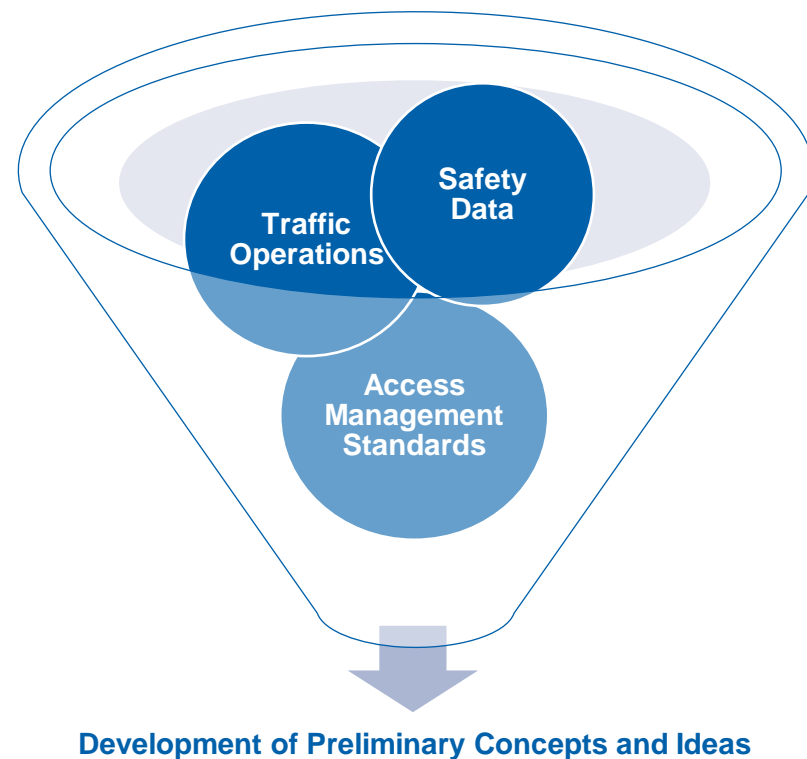 Safety
Data
Traffic
Operations
Access
Management
Standards
Development of Preliminary Concepts and Ideas